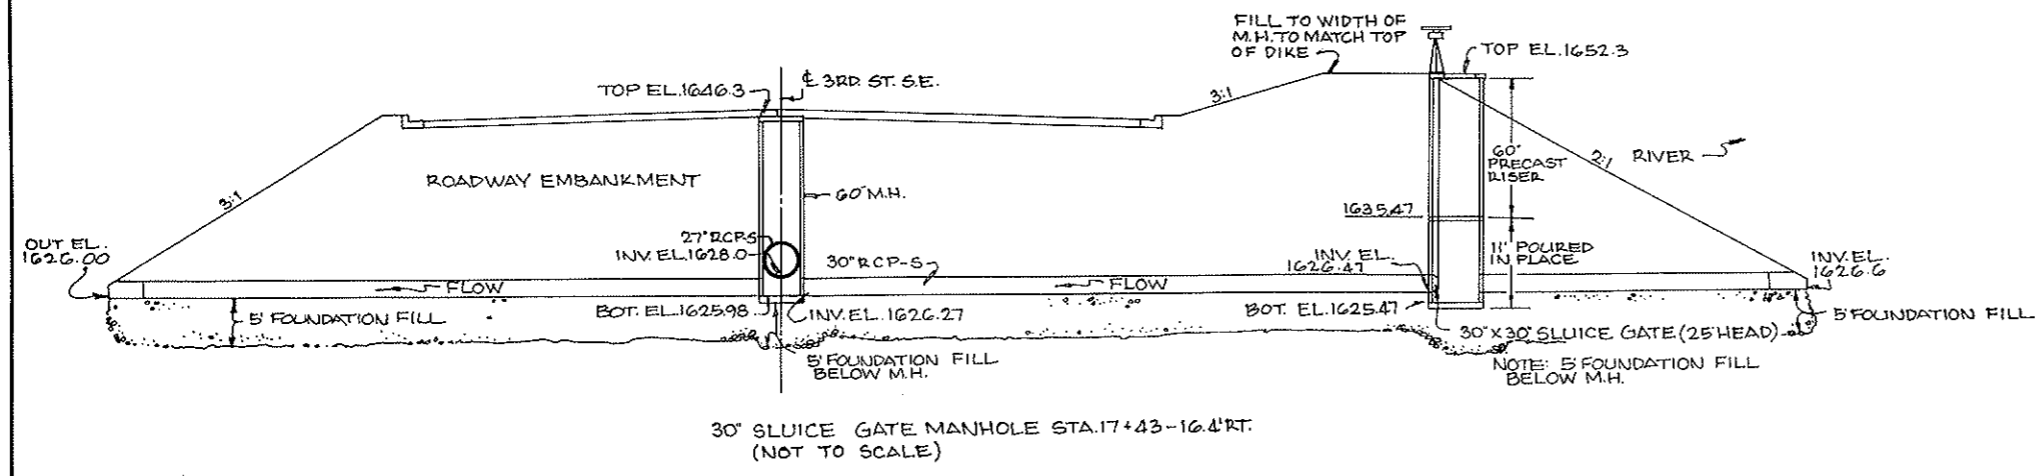 FILL TO WIDTH OF
M.H. TO MATCH TOP
OF DIKE
TOP EL. 1652.3
℄ 3RD. ST. S.E.
TOP EL. 1646.3
3:1
60"
PRECAST
RISER
2:1
RIVER
ROADWAY EMBANKMENT
3:1
60" M.H.
1635.47
OUT EL.
1626.00
27" RCP-S
INV. EL. 1628.0
30" RCP-S
INV. EL.
1626.47
11' POURED
IN PLACE
INV. EL.
1626.6
FLOW
FLOW
5' FOUNDATION FILL
BOT. EL. 1625.98
INV. EL. 1626.27
BOT. EL. 1625.47
5' FOUNDATION FILL
30" X 30" SLUICE GATE (25' HEAD)
5' FOUNDATION FILL
BELOW M.H.
NOTE: 5' FOUNDATION FILL
BELOW M.H.
30" SLUICE GATE MANHOLE STA. 17+43-16.4' RT.
(NOT TO SCALE)